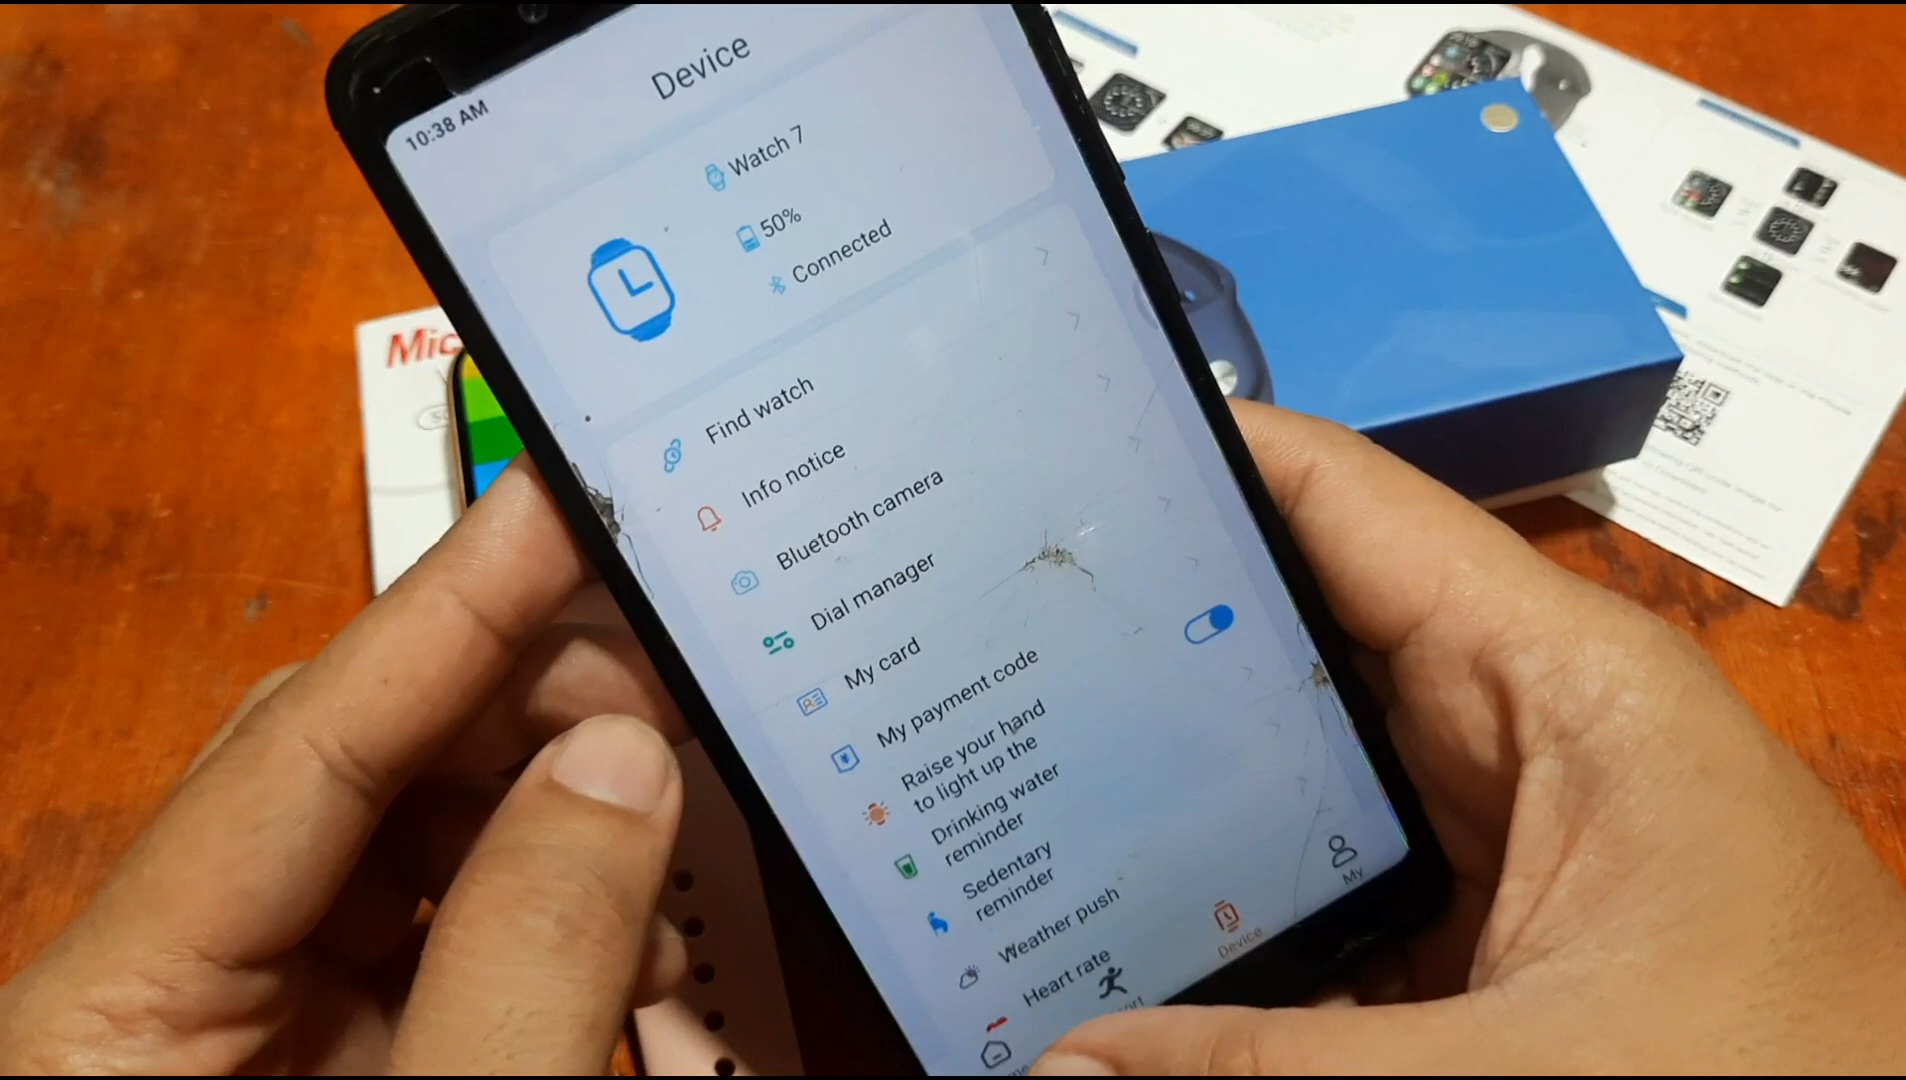 10:38 AM
Device
Watch 7
50%
Connected
Find watch
Info notice
Bluetooth camera
Dial manager
My card
My payment code
Raise your hand
to light up the
Drinking water
reminder
Sedentary
reminder
Weather push
Heart rate
Device
My
Mic